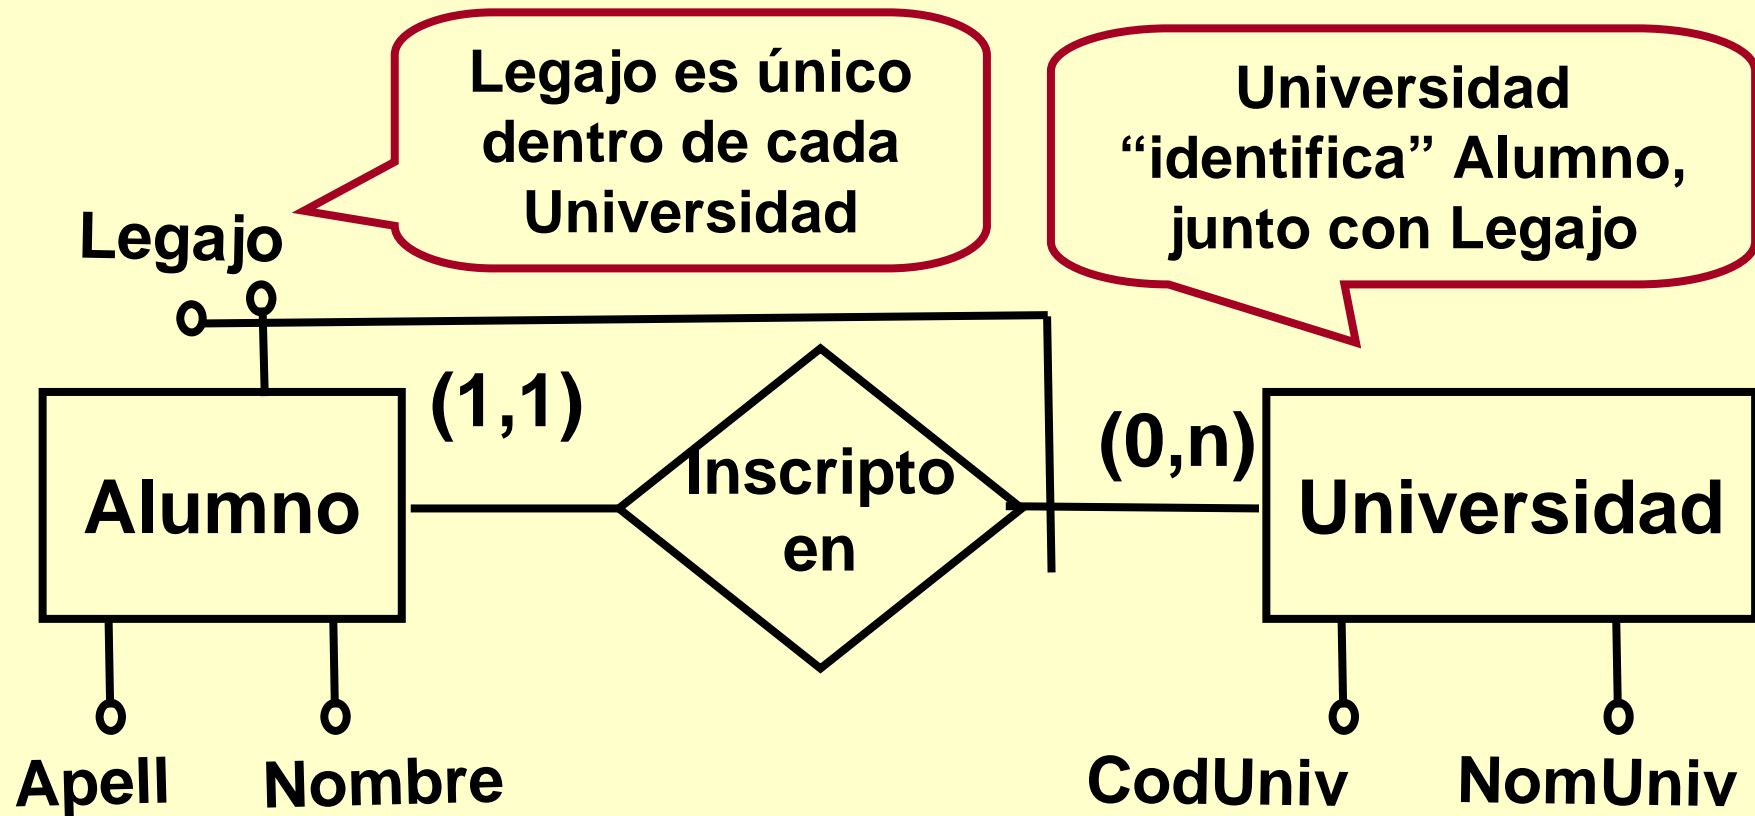 Legajo es único
dentro de cada
Universidad
Universidad
“identifica” Alumno,
junto con Legajo
Legajo
(1,1)
(0,n)
Alumno
Inscripto
en
Universidad
Apell
Nombre
CodUniv
NomUniv